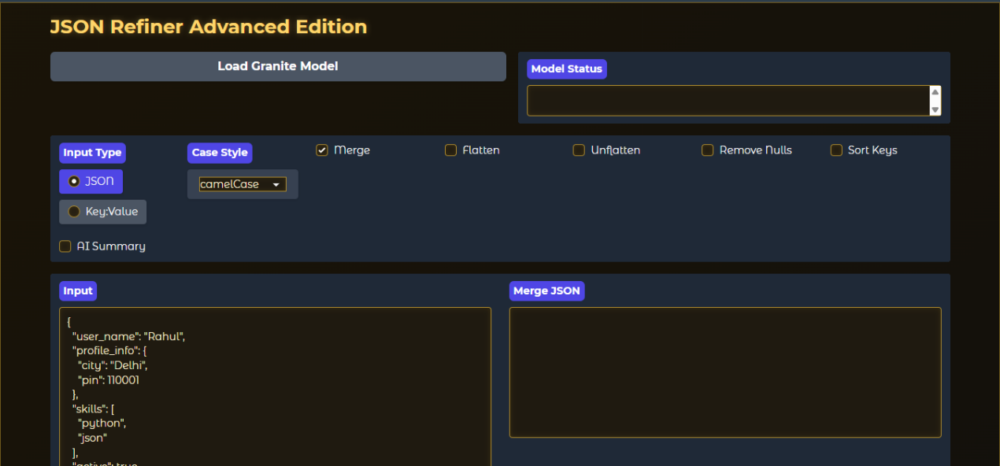 JSON Refiner Advanced Edition
Load Granite Model
Model Status
Input Type
JSON
Key:Value
Case Style
camelCase
Merge
Flatten
Unflatten
Remove Nulls
Sort Keys
AI Summary
Input
{
"user_name": "Rahul",
"profile_info": {
"city": "Delhi",
"pin": 110001
},
"skills": [
"python",
"json"
],
"active": true,
Merge JSON